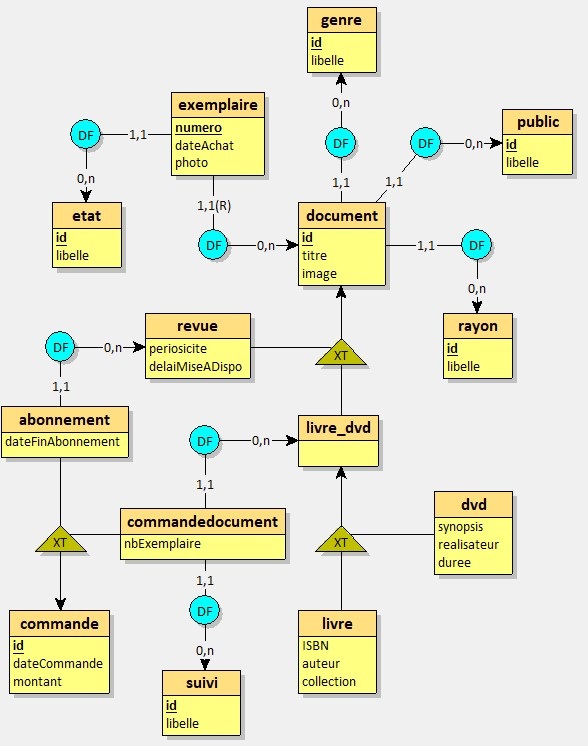 genre
id
libelle
0,n
DF
1,1
exemplaire
numero
dateAchat
photo
1,1
DF
0,n
etat
id
libelle
1,1(R)
DF
0,n
public
id
libelle
0,n
DF
1,1
document
id
titre
image
1,1
DF
0,n
rayon
id
libelle
revue
periosicite
delaiMiseADispo
0,n
DF
1,1
XT
abonnement
dateFinAbonnement
livre_dvd
0,n
DF
1,1
commandedocument
nbExemplaire
XT
XT
dvd
synopsis
realisateur
duree
1,1
DF
0,n
commande
id
dateCommande
montant
livre
ISBN
auteur
collection
suivi
id
libelle